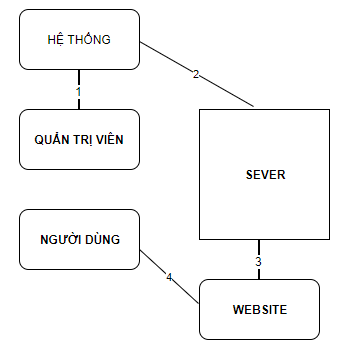 HỆ THỐNG
2
1
QUẢN TRỊ VIÊN
SEVER
NGƯỜI DÙNG
3
4
WEBSITE